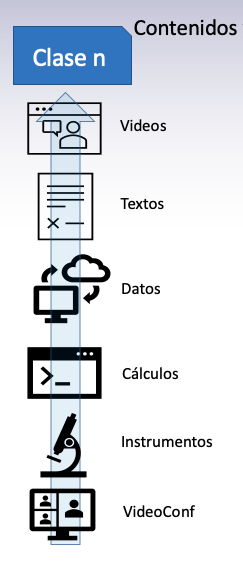 Contenidos
Clase n
Videos
Textos
Datos
Cálculos
Instrumentos
VideoConf